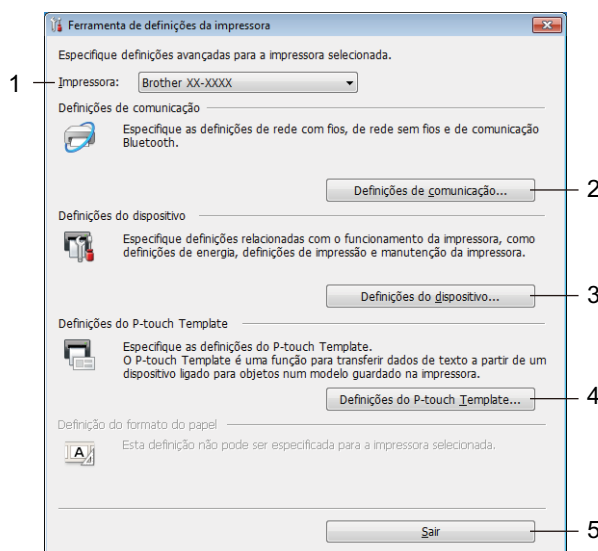 Ferramenta de definições da impressora
Especifique definições avançadas para a impressora selecionada.
1
Impressora: Brother XX-XXXX
Definições de comunicação
Especifique as definições de rede com fios, de rede sem fios e de comunicação
Bluetooth.
Definições de comunicação...
2
Definições do dispositivo
Especifique definições relacionadas com o funcionamento da impressora, como
definições de energia, definições de impressão e manutenção da impressora.
Definições do dispositivo...
3
Definições do P-touch Template
Especifique as definições do P-touch Template.
O P-touch Template é uma função para transferir dados de texto a partir de um
dispositivo ligado para objetos num modelo guardado na impressora.
Definições do P-touch Template...
4
Definição do formato do papel
Esta definição não pode ser especificada para a impressora selecionada.
A
Sair
5